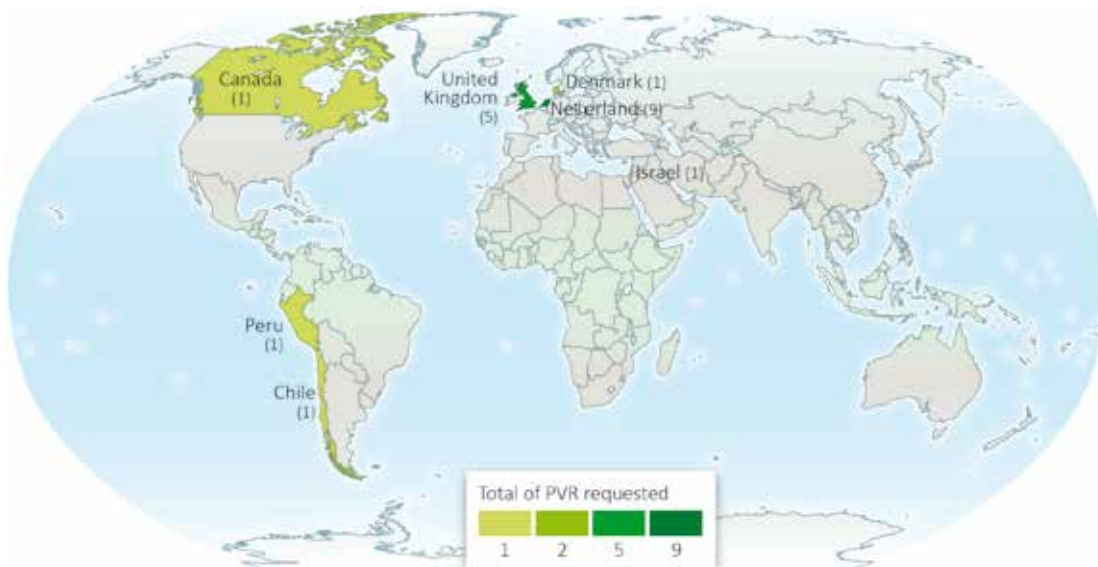 Canada
(1)
United
Kingdom
(5)
Denmark (1)
Netherland (9)
Israel (1)
Peru
(1)
Chile
(1)
Total of PVR requested
1 2 5 9